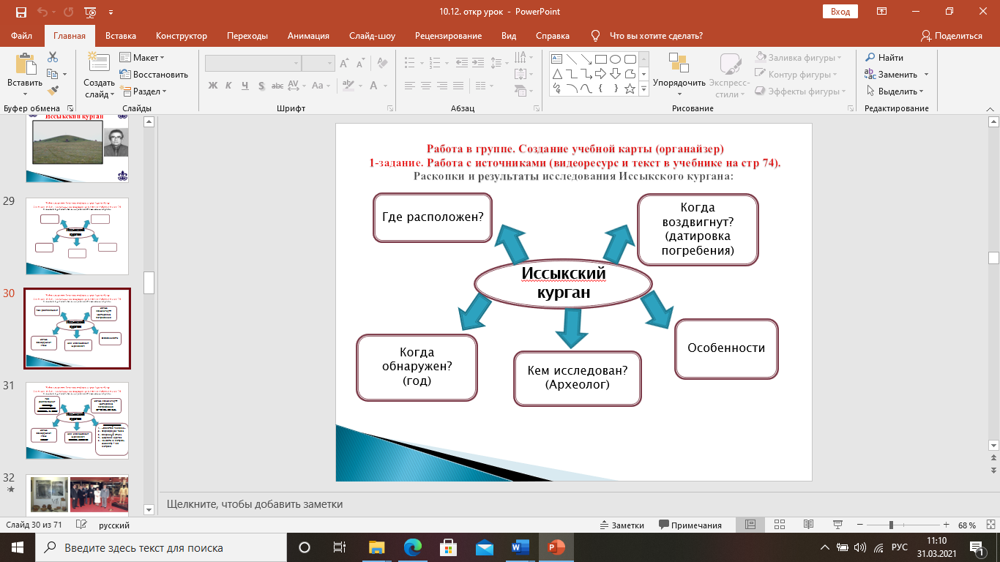 10.12. откр урок - PowerPoint
Вход
Файл
Главная
Вставка
Конструктор
Переходы
Анимация
Слайд-шоу
Рецензирование
Вид
Справка
Что вы хотите сделать?
Поделиться
Вставить
Буфер обмена
Создать слайд
Макет
Восстановить
Раздел
Слайды
Ж К Ч S abc AV Aa
Шрифт
Абзац
Упорядочить
Экспресс-стили
Заливка фигуры
Контур фигуры
Эффекты фигуры
Рисование
Найти
Заменить
Выделить
Редактирование
Иссыкский курган
29
30
31
32
Работа в группе. Создание учебной карты (органайзер)
1-задание. Работа с источниками (видеоресурс и текст в учебнике на стр 74).
Раскопки и результаты исследования Иссыкского кургана:
Где расположен?
Когда
воздвигнут?
(датировка
погребения)
Иссыкский
курган
Когда
обнаружен?
(год)
Кем исследован?
(Археолог)
Особенности
Щелкните, чтобы добавить заметки
Слайд 30 из 71
русский
Заметки
Примечания
68 %
Введите здесь текст для поиска
РУС
11:10
31.03.2021
1